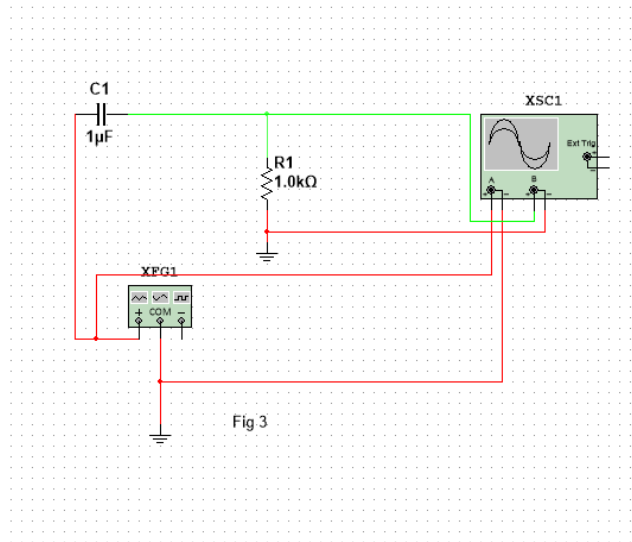 C1
1µF
XSC1
Ext Trig
+
−
A
B
+ − + −
R1
1.0kΩ
XFG1
+ COM −
Fig 3